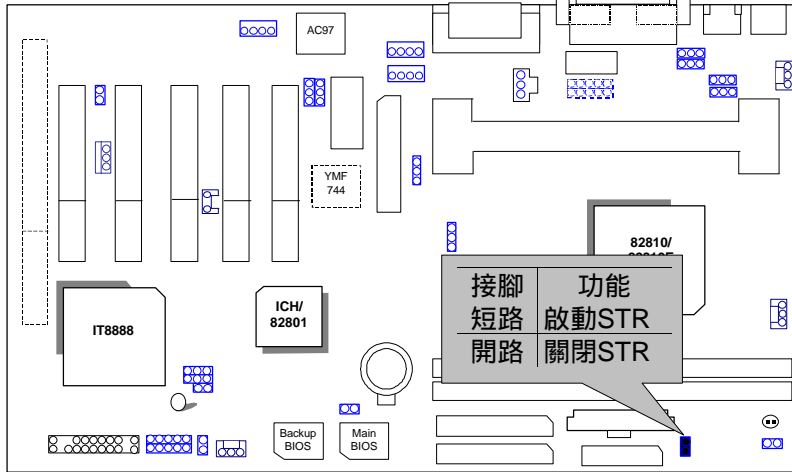 AC97
YMF
744
82810/
IT8888
ICH/
82801
接腳 功能
短路 啟動STR
開路 關閉STR
Backup
BIOS
Main
BIOS